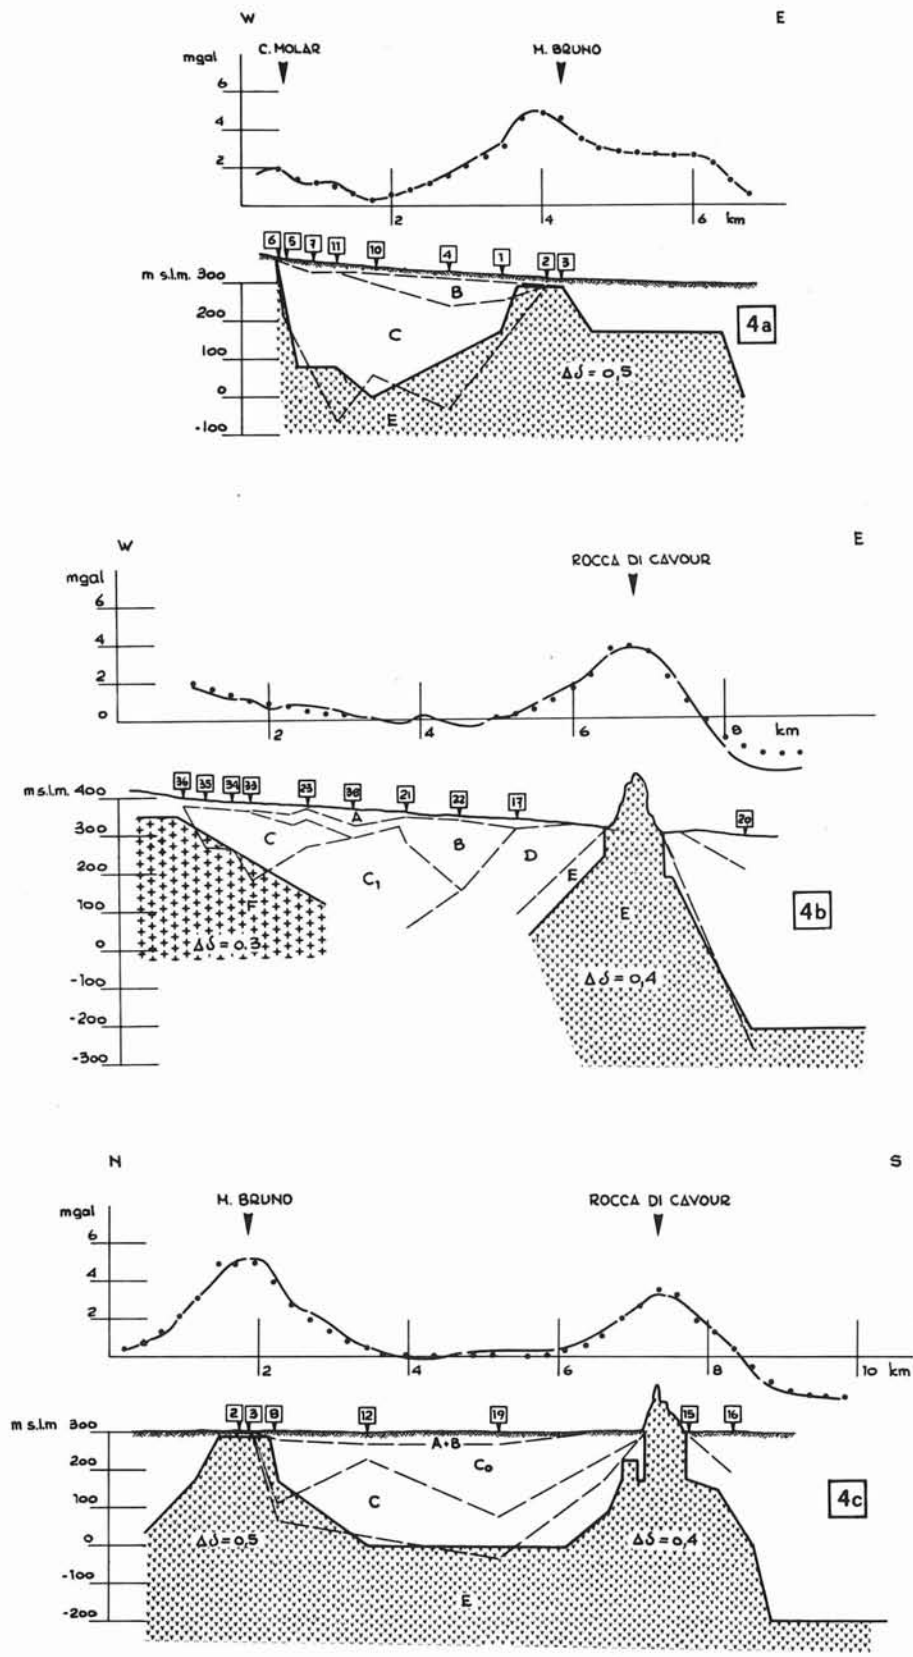 W E
C. MOLAR M. BRUNO
mgal
6
4
2
2 4 6 km
6 5 7 11 10 4 1 2 3
m s.l.m. 300
B
200
C
4a
100
Δδ = 0,5
0
E
-100
W E
ROCCA DI CAVOUR
mgal
6
4
2
0
2 4 6 8
km
m s.l.m. 400
36 35 34 33 23 38 21 22 17 20
A
300
C B D
200
C1 E
F E
100
4b
0
Δδ = 0.3
Δδ = 0,4
-100
-200
-300
N S
M. BRUNO ROCCA DI CAVOUR
mgal
6
4
2
2 4 6 8 10 km
m s.l.m 300
2 3 8 12 19 15 16
A+B
C0
200
C
100
4c
0
Δδ = 0,5 Δδ = 0,4
-100
E
-200